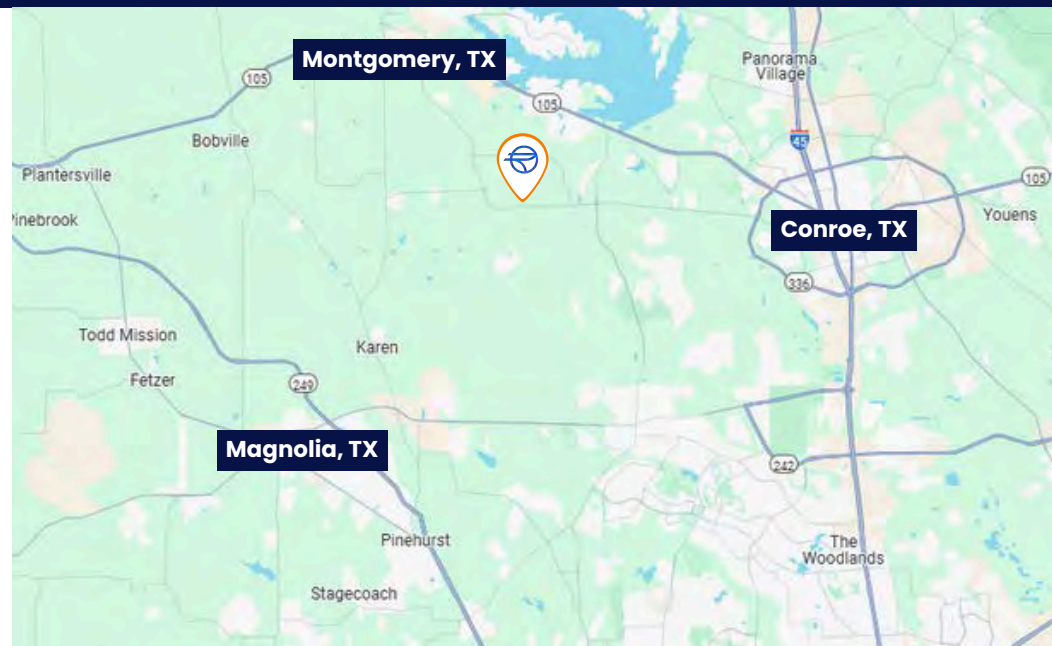 Montgomery, TX
Panorama
Village
105
105
45
Bobville
Plantersville
105
Pinebrook
Youens
Conroe, TX
336
Todd Mission
Karen
Fetzer
249
Magnolia, TX
242
Pinehurst
The
Woodlands
Stagecoach